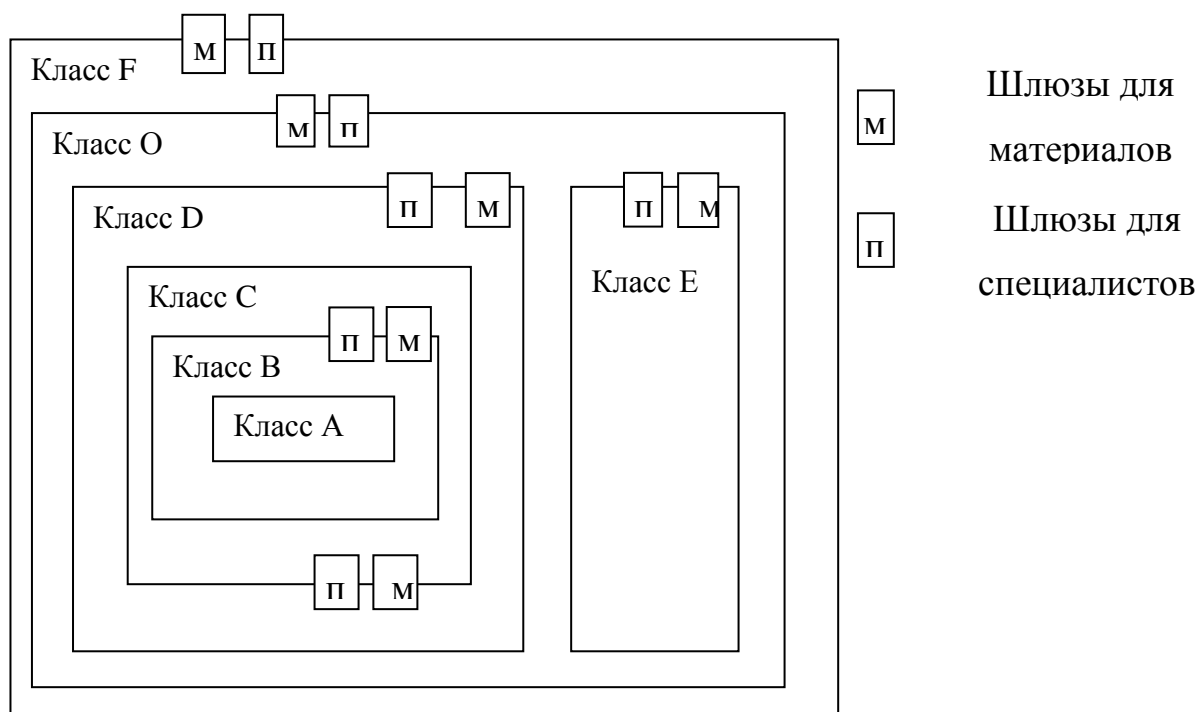 м п
Класс F
м п
Класс O
п м
Класс D
п м
Класс E
Класс C
п м
Класс B
Класс A
п м
м
Шлюзы для
материалов
п
Шлюзы для
специалистов